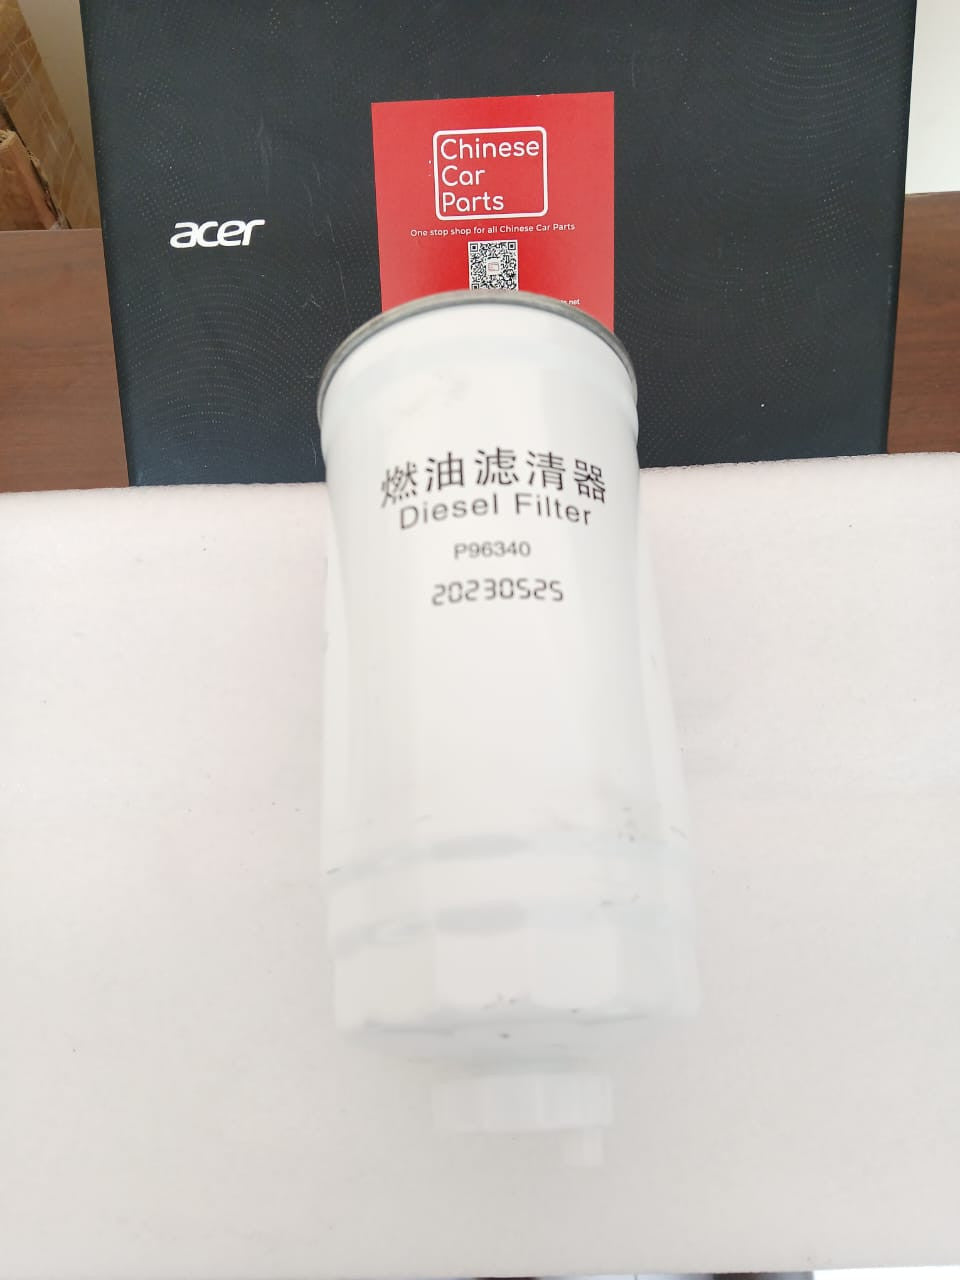 Chinese
Car
Parts
acer
One stop shop for all Chinese Car Parts
燃油滤清器
Diesel Filter
P96340
20230525